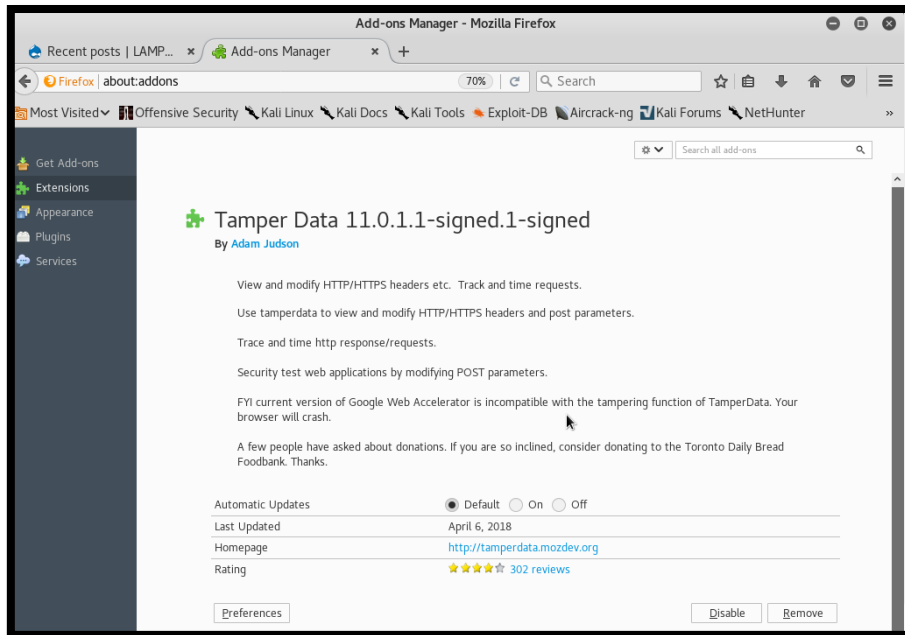 Add-ons Manager - Mozilla Firefox
Recent posts | LAMP... × Add-ons Manager × +
Firefox about:addons 70% Search
Most Visited Offensive Security Kali Linux Kali Docs Kali Tools Exploit-DB Aircrack-ng Kali Forums NetHunter »
Search all add-ons
Get Add-ons
Extensions
Appearance
Plugins
Services
Tamper Data 11.0.1.1-signed.1-signed
By Adam Judson
View and modify HTTP/HTTPS headers etc. Track and time requests.
Use tamperdata to view and modify HTTP/HTTPS headers and post parameters.
Trace and time http response/requests.
Security test web applications by modifying POST parameters.
FYI current version of Google Web Accelerator is incompatible with the tampering function of TamperData. Your
browser will crash.
A few people have asked about donations. If you are so inclined, consider donating to the Toronto Daily Bread
Foodbank. Thanks.
Automatic Updates Default On Off
Last Updated April 6, 2018
Homepage http://tamperdata.mozdev.org
Rating 302 reviews
Preferences Disable Remove